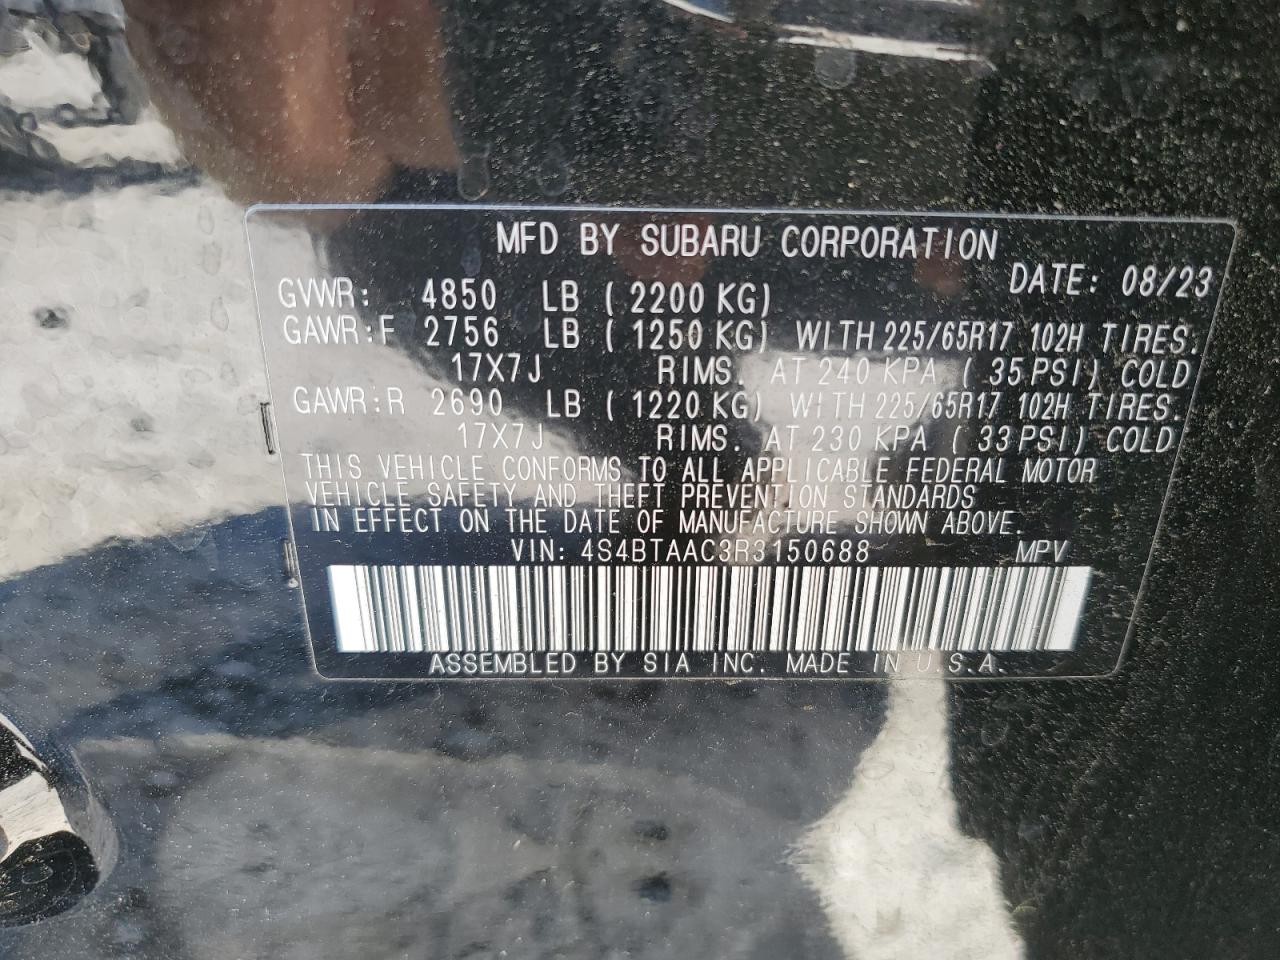 MFD BY SUBARU CORPORATION
DATE: 08/23
GVWR: 4850 LB (2200 KG)
GAWR:F 2756 LB (1250 KG) WITH 225/65R17 102H TIRES.
17X7J RIMS. AT 240 KPA (35 PSI) COLD
GAWR:R 2690 LB (1220 KG) WITH 225/65R17 102H TIRES.
17X7J RIMS. AT 230 KPA (33 PSI) COLD
THIS VEHICLE CONFORMS TO ALL APPLICABLE FEDERAL MOTOR
VEHICLE SAFETY AND THEFT PREVENTION STANDARDS
IN EFFECT ON THE DATE OF MANUFACTURE SHOWN ABOVE.
VIN: 4S4BTAAC3R3150688 MPV
ASSEMBLED BY SIA INC. MADE IN U.S.A.